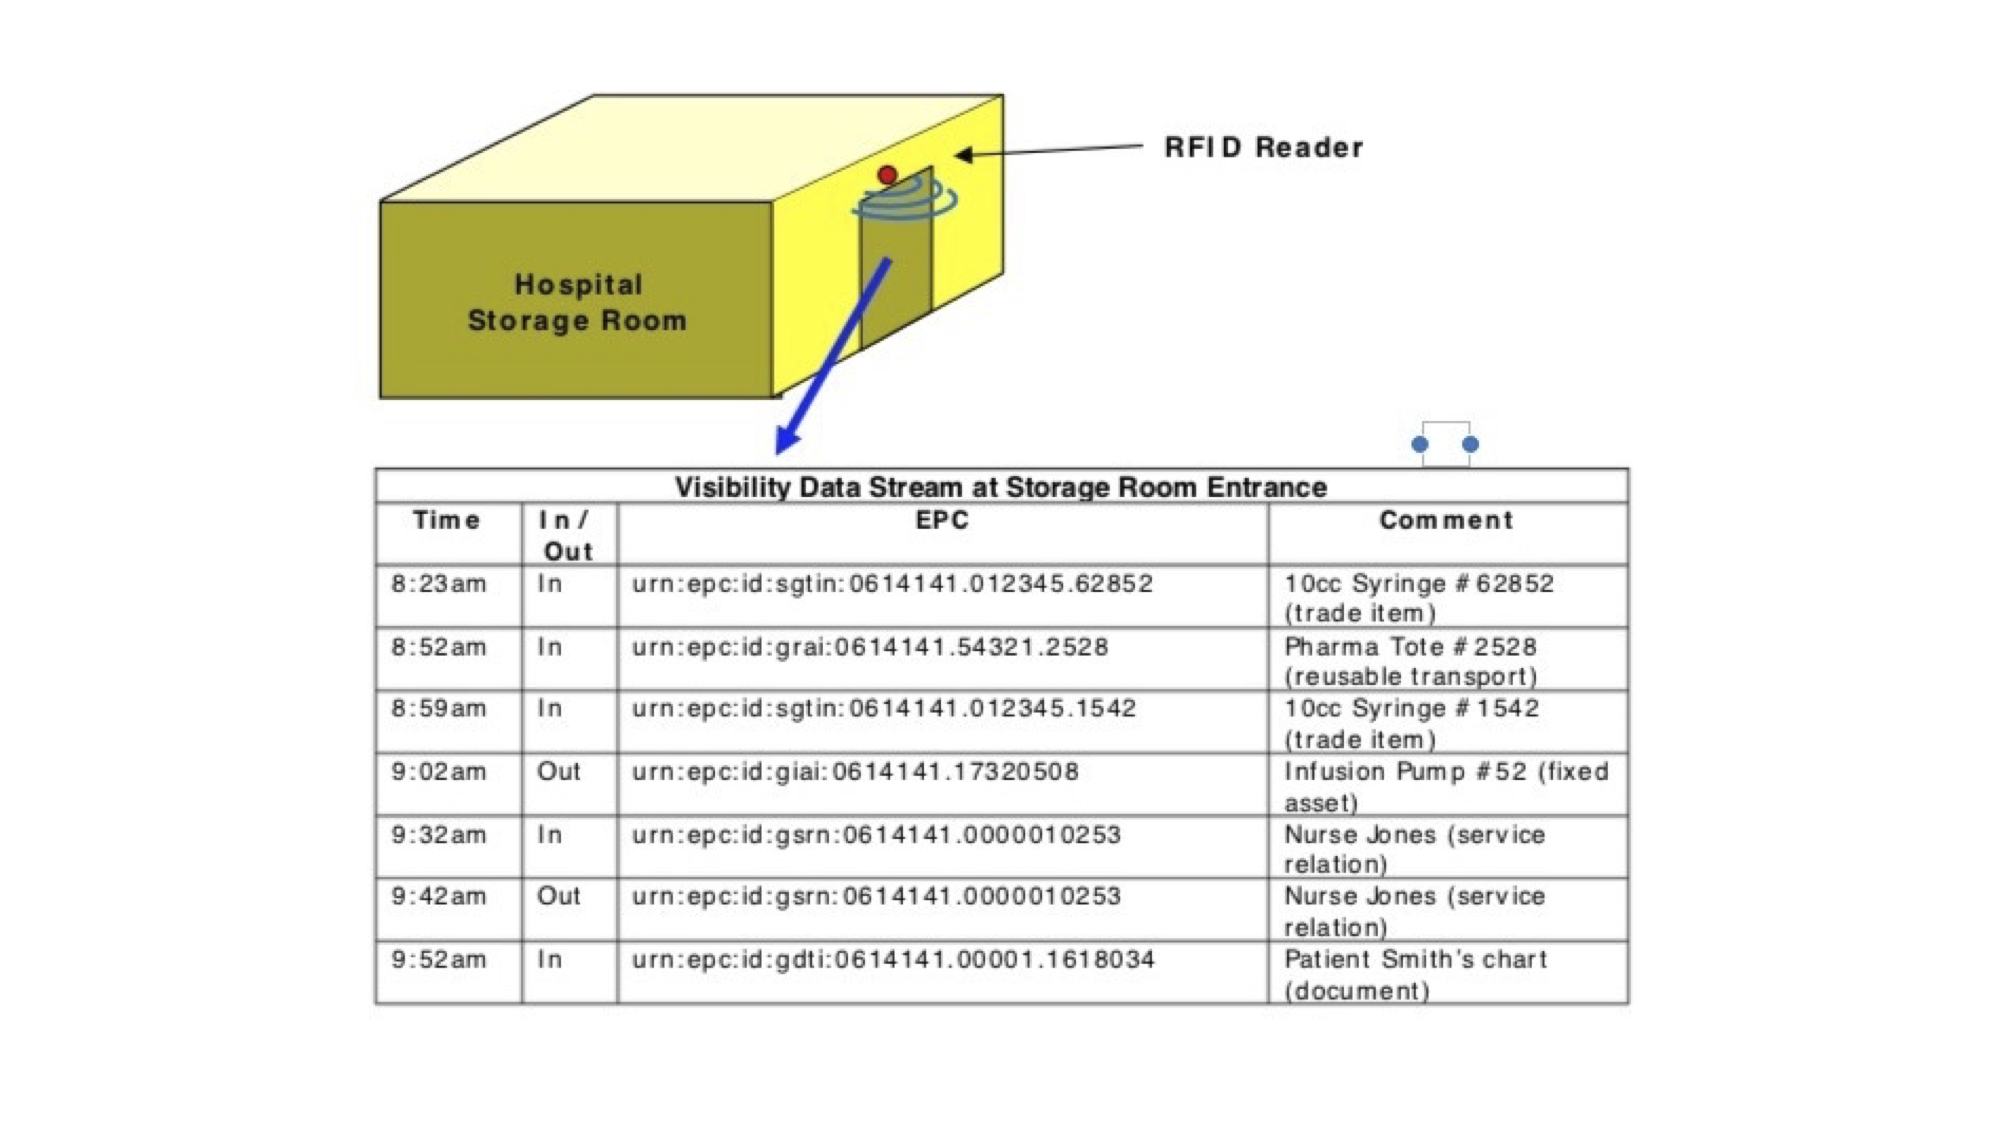 RFID Reader
Hospital
Storage Room
Visibility Data Stream at Storage Room Entrance
Time In/ EPC Comment
Out
8:23am In urn:epc:id:sgtin:0614141.012345.62852 10cc Syringe #62852
(trade item)
8:52am In urn:epc:id:grai:0614141.54321.2528 Pharma Tote #2528
(reusable transport)
8:59am In urn:epc:id:sgtin:0614141.012345.1542 10cc Syringe #1542
(trade item)
9:02am Out urn:epc:id:giai:0614141.17320508 Infusion Pump #52 (fixed
asset)
9:32am In urn:epc:id:gsrn:0614141.0000010253 Nurse Jones (service
relation)
9:42am Out urn:epc:id:gsrn:0614141.0000010253 Nurse Jones (service
relation)
9:52am In urn:epc:id:gdti:0614141.00001.1618034 Patient Smith's chart
(document)